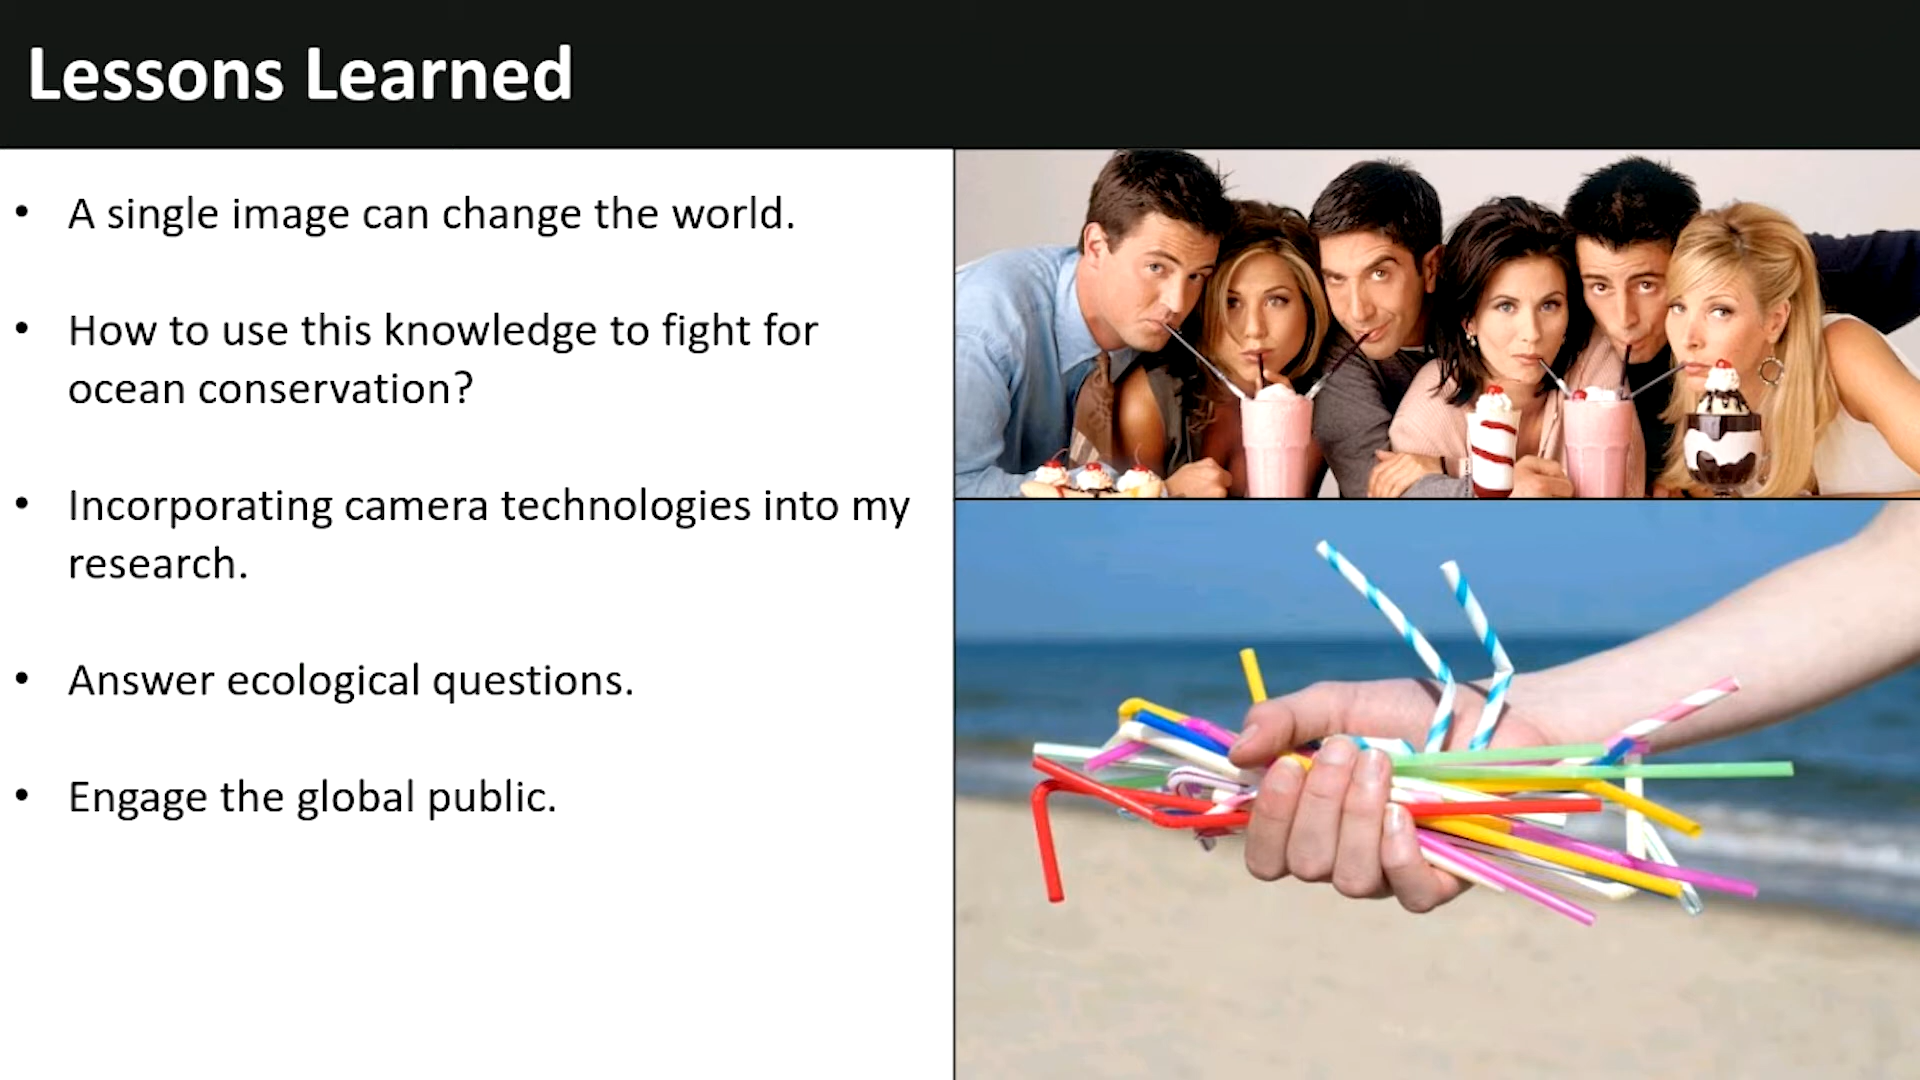 Lessons Learned
• A single image can change the world.
• How to use this knowledge to fight for
ocean conservation?
• Incorporating camera technologies into my
research.
• Answer ecological questions.
• Engage the global public.